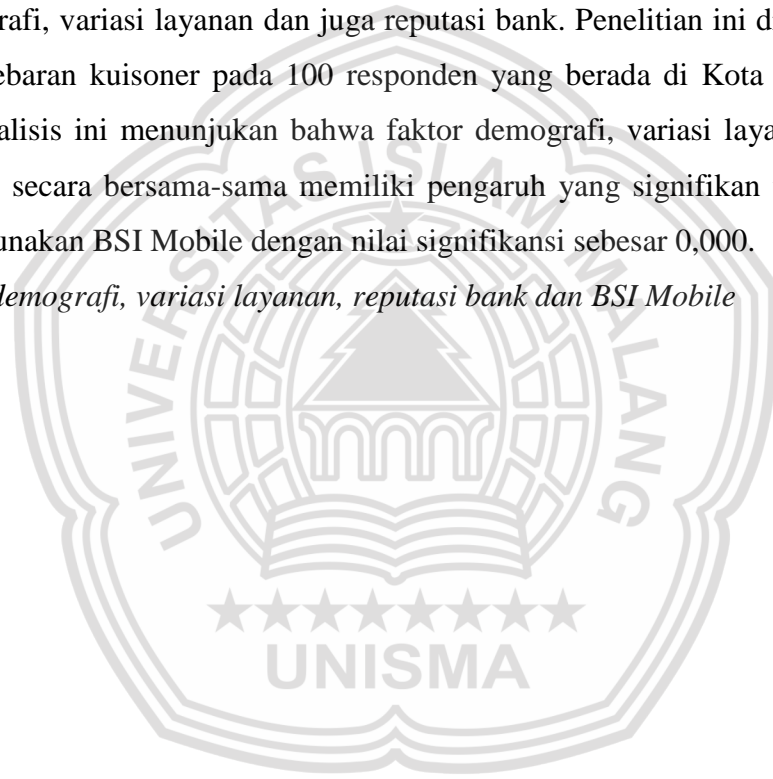 rafi, variasi layanan dan juga reputasi bank. Penelitian ini d
ebaran kuisoner pada 100 responden yang berada di Kota
alisis ini menunjukan bahwa faktor demografi, variasi laya
secara bersama-sama memiliki pengaruh yang signifikan
unakan BSI Mobile dengan nilai signifikansi sebesar 0,000.
demografi, variasi layanan, reputasi bank dan BSI Mobile
UNIVERSITAS ISLAM MALANG
UNISMA